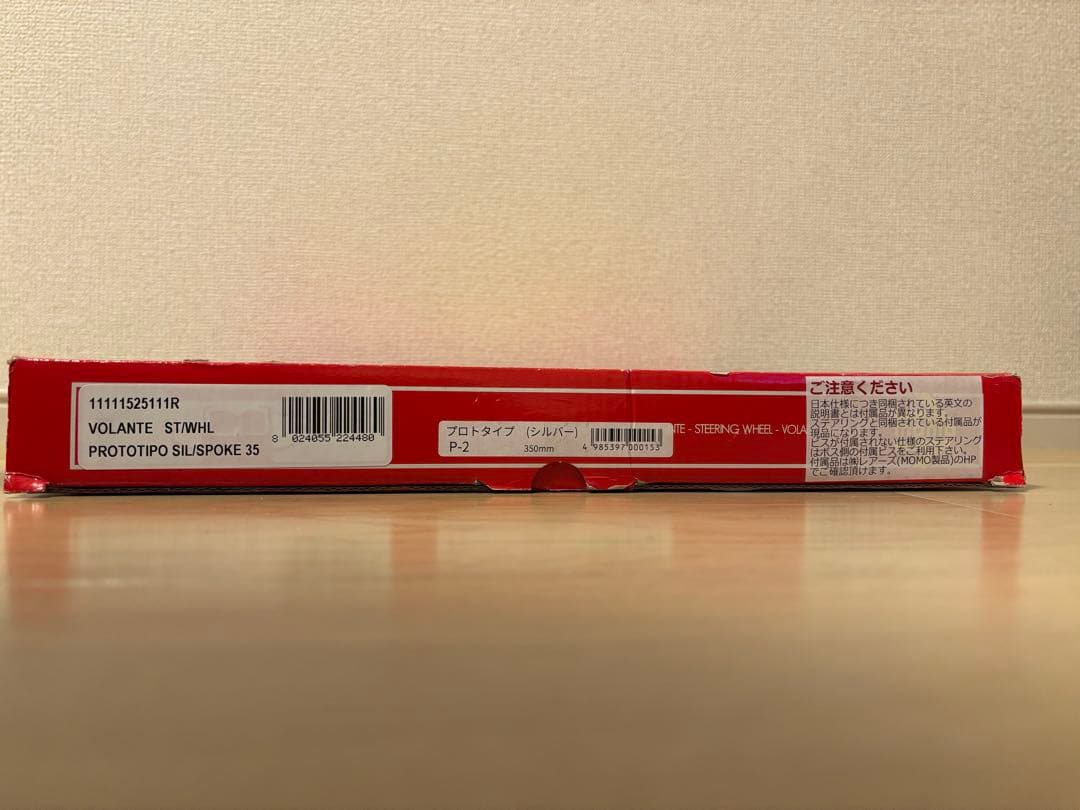 11111525111R
VOLANTE ST/WHL
PROTOTIPO SIL/SPOKE 35
8 024055 224480
プロトタイプ (シルバー)
P-2 350mm
4 985397 000153
NTE - STEERING WHEEL - VOLA
ご注意ください
日本仕様につき同梱されている英文の
説明書とは付属品が異なります。
ステアリングと同梱されている付属品が
現品になります。
ビスが付属されない仕様のステアリング
はボス側の付属ビスをご利用下さい。
付属品は㈱レアーズ(MOMO製品)のHP
でご確認頂けます。